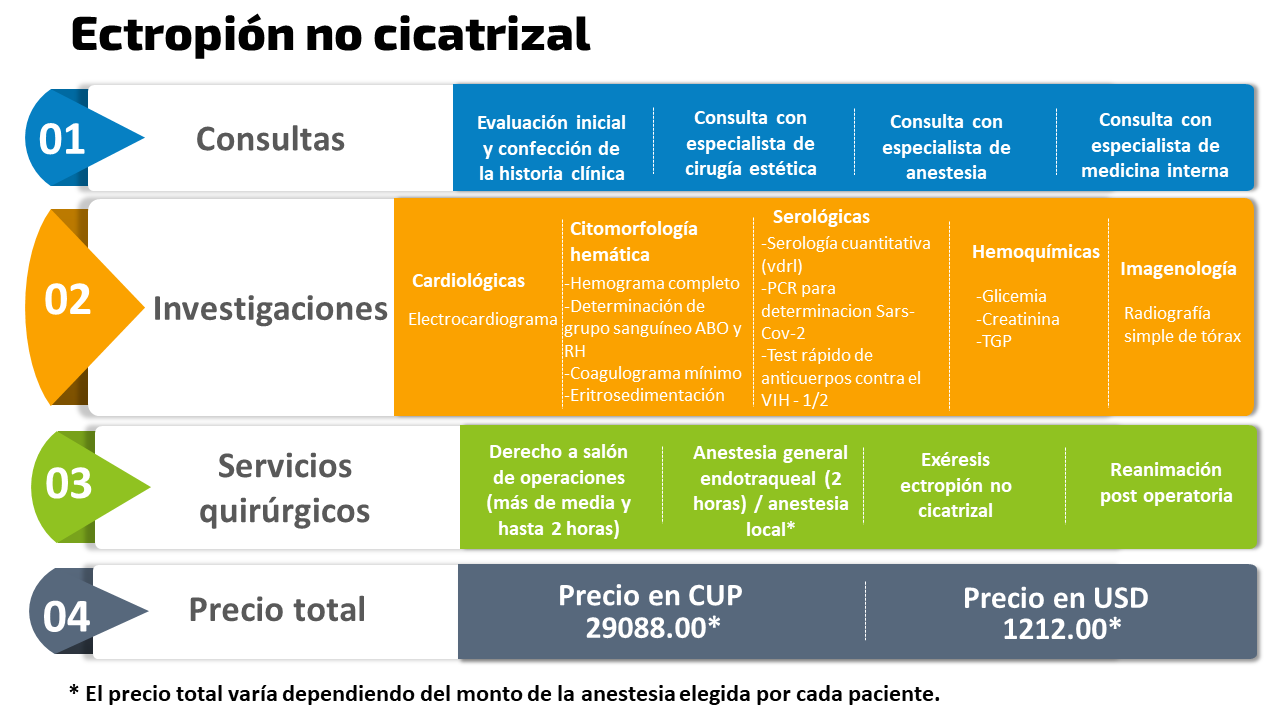 Ectropión no cicatrizal
01
Consultas
Evaluación inicial
y confección de
la historia clínica
Consulta con
especialista de
cirugía estética
Consulta con
especialista de
anestesia
Consulta con
especialista de
medicina interna
02
Investigaciones
Cardiológicas
Electrocardiograma
Citomorfología
hemática
-Hemograma completo
-Determinación de
grupo sanguíneo ABO y
RH
-Coagulograma mínimo
-Eritrosedimentación
Serológicas
-Serología cuantitativa
(vdrl)
-PCR para
determinacion Sars-
Cov-2
-Test rápido de
anticuerpos contra el
VIH - 1/2
Hemoquímicas
-Glicemia
-Creatinina
-TGP
Imagenología
Radiografía
simple de tórax
03
Servicios
quirúrgicos
Derecho a salón
de operaciones
(más de media y
hasta 2 horas)
Anestesia general
endotraqueal (2
horas) / anestesia
local*
Exéresis
ectropión no
cicatrizal
Reanimación
post operatoria
04
Precio total
Precio en CUP
29088.00*
Precio en USD
1212.00*
* El precio total varía dependiendo del monto de la anestesia elegida por cada paciente.